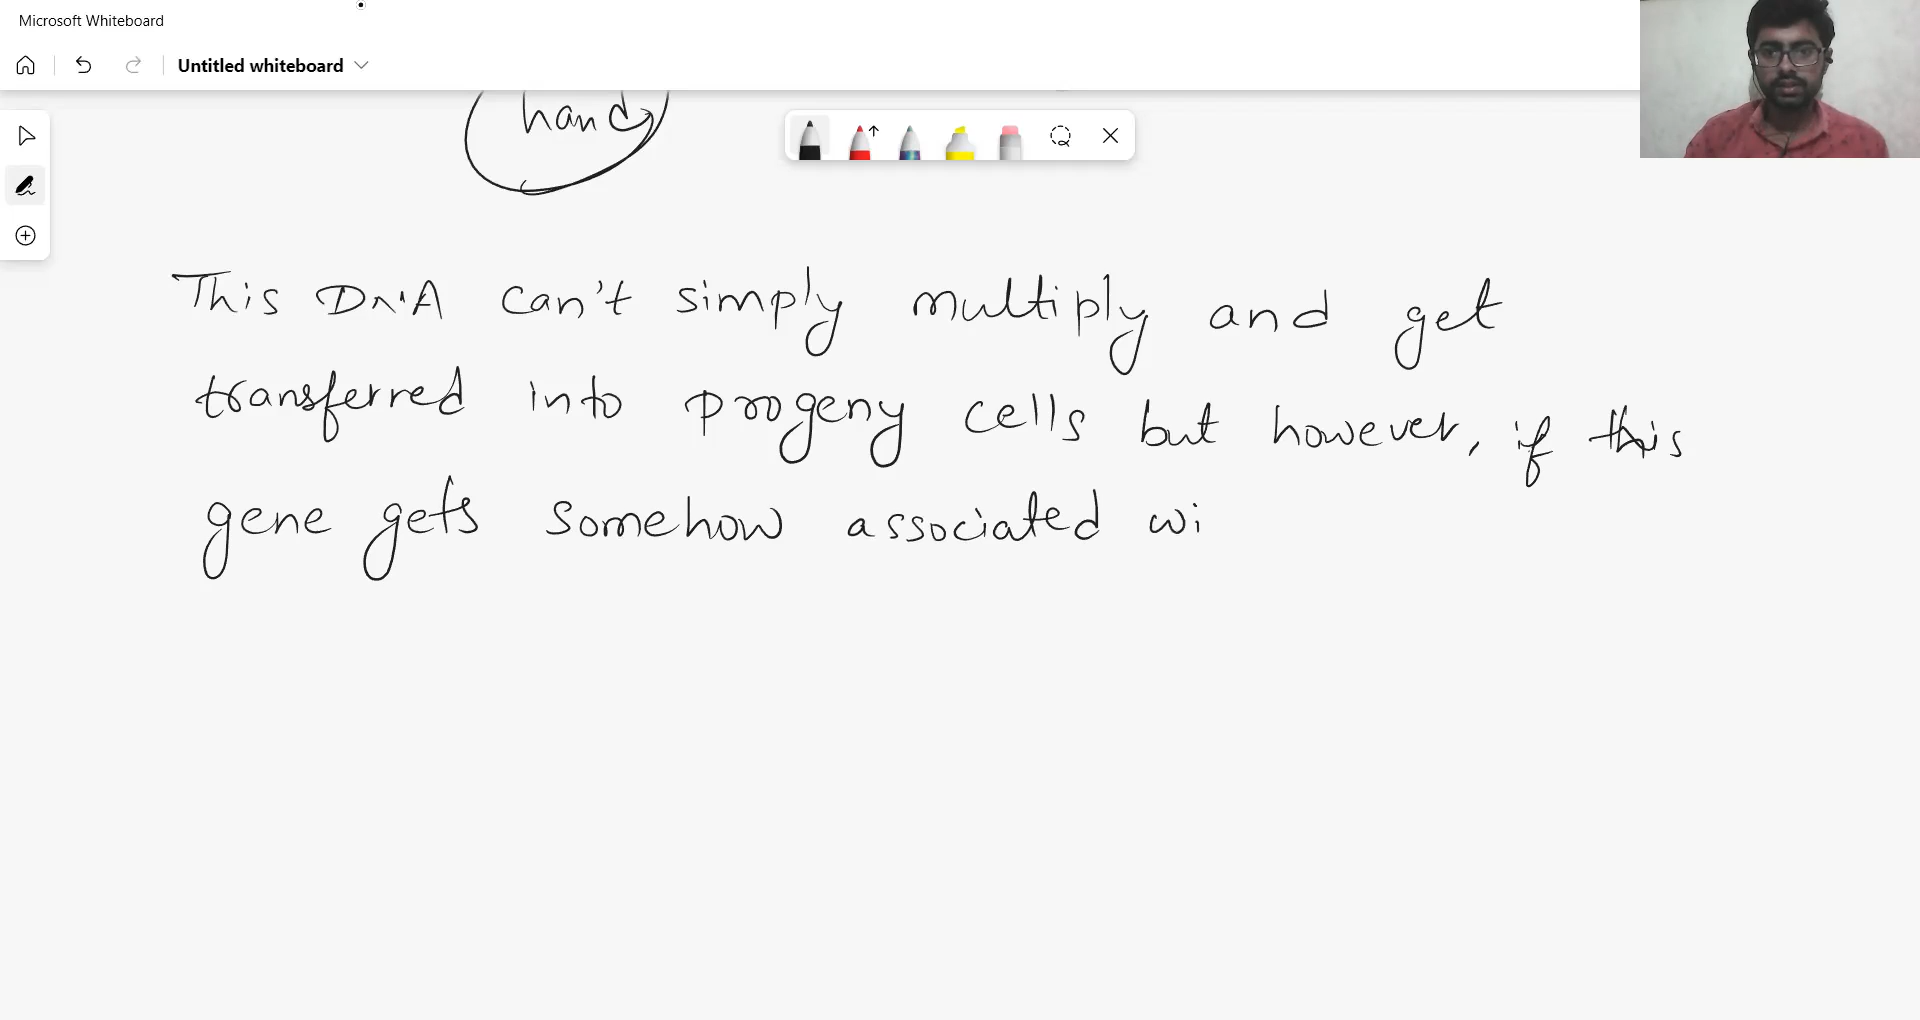 Microsoft Whiteboard
Untitled whiteboard
hand
This DNA can't simply multiply and get
transferred into progeny cells but however, if this
gene gets somehow associated wi